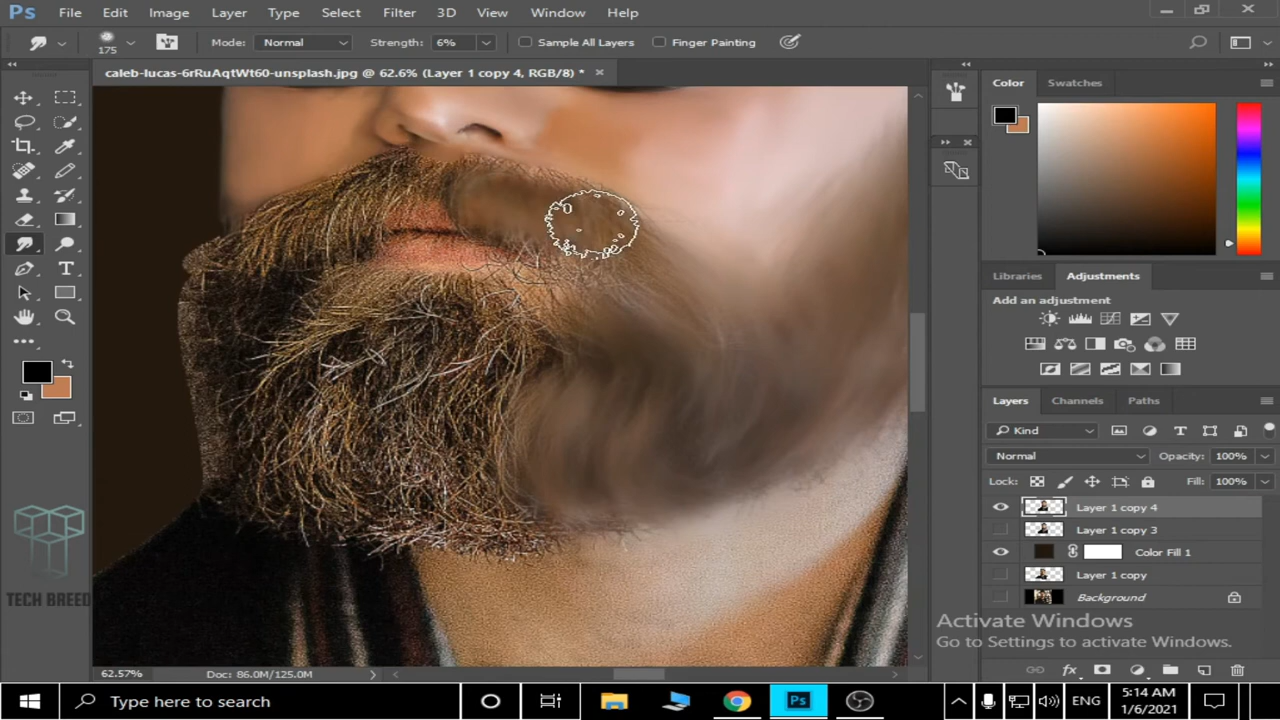 Ps File Edit Image Layer Type Select Filter 3D View Window Help
175 Mode: Normal Strength: 6% Sample All Layers Finger Painting
caleb-lucas-6rRuAqtWt60-unsplash.jpg @ 62.6% (Layer 1 copy 4, RGB/8) *
Color Swatches
Libraries Adjustments
Add an adjustment
Layers Channels Paths
Kind
Normal Opacity: 100%
Lock: Fill: 100%
Layer 1 copy 4
Layer 1 copy 3
Color Fill 1
Layer 1 copy
Background
TECH BREED
Activate Windows
Go to Settings to activate Windows.
62.57% Doc: 86.0M/125.0M
Type here to search
Ps
ENG
5:14 AM
1/6/2021